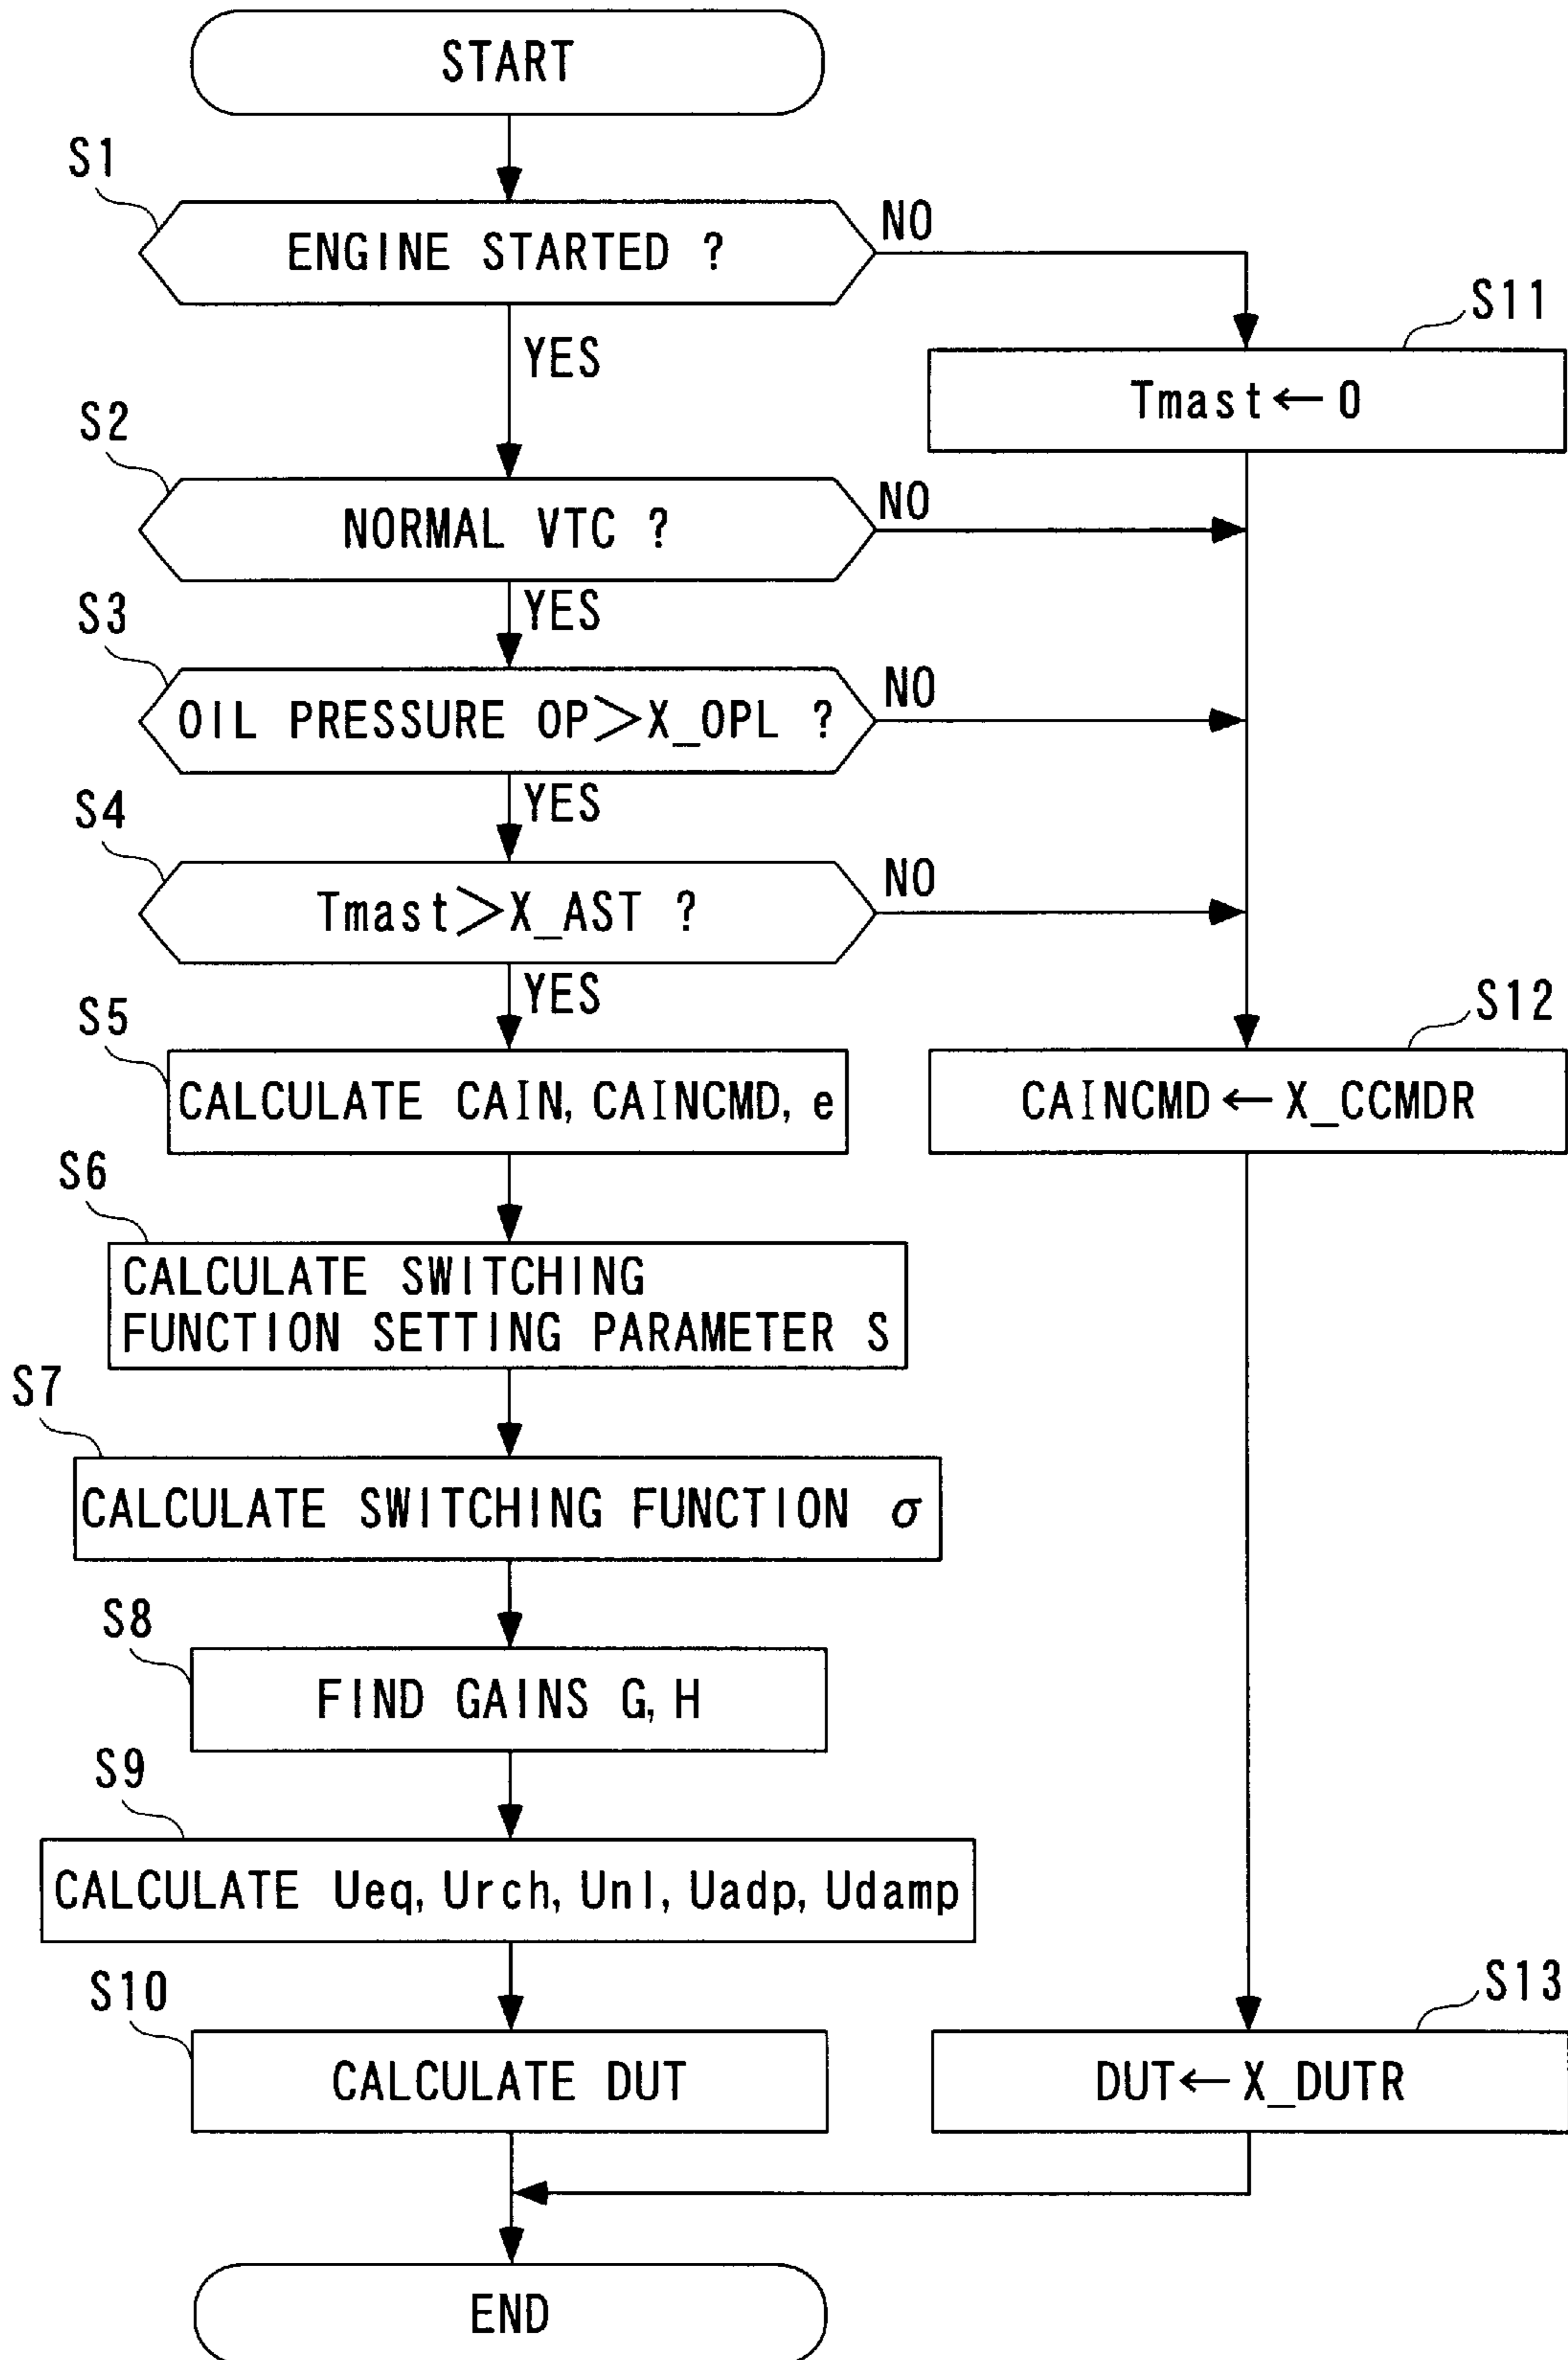 START
S1
ENGINE STARTED ?
NO
YES
S11
Tmast←0
S2
NORMAL VTC ?
NO
YES
S3
OIL PRESSURE OP>X_OPL ?
NO
YES
S4
Tmast>X_AST ?
NO
YES
S5
CALCULATE CAIN, CAINCMD, e
S12
CAINCMD←X_CCMDR
S6
CALCULATE SWITCHING
FUNCTION SETTING PARAMETER S
S7
CALCULATE SWITCHING FUNCTION σ
S8
FIND GAINS G, H
S9
CALCULATE Ueq, Urch, Unl, Uadp, Udamp
S10
CALCULATE DUT
S13
DUT←X_DUTR
END